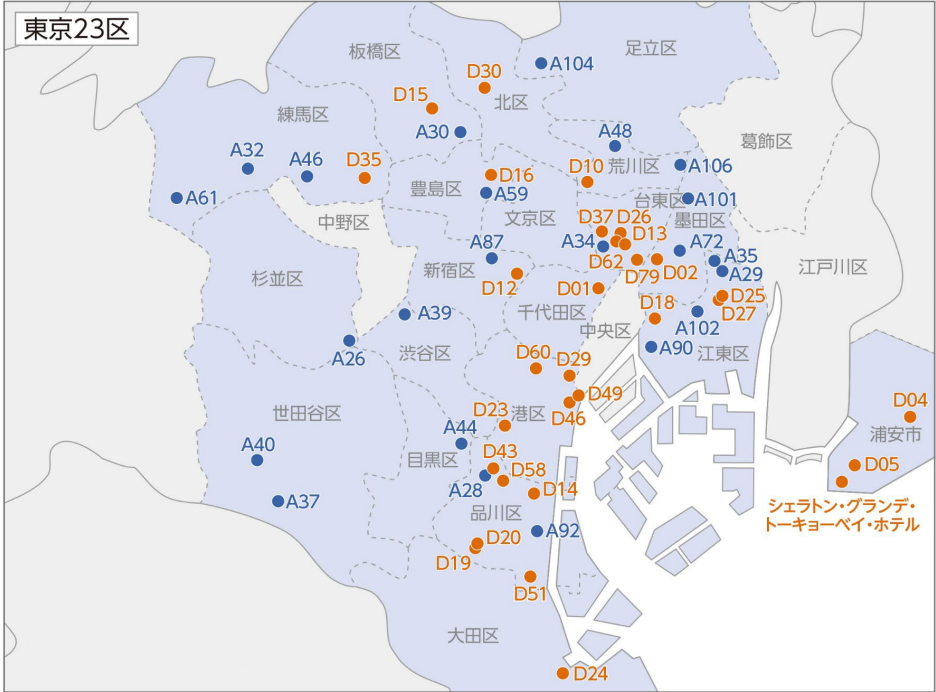 東京23区
板橋区
足立区
A104
D30
北区
D15
練馬区
A30
A48
葛飾区
A32
A46
D35
D16
D10
荒川区
A106
A61
豊島区
A59
台東区
A101
中野区
文京区
D37
D26
墨田区
A87
A34
D13
A72
A35
杉並区
新宿区
D12
D62
D79
D02
A29
江戸川区
D01
D25
A39
千代田区
D18
D27
中央区
A102
A26
渋谷区
A90
江東区
D60
D29
D49
D46
世田谷区
D23
港区
D04
A44
浦安市
A40
目黒区
D43
D58
D05
A28
D14
A37
品川区
シェラトン・グランデ・
トーキョーベイ・ホテル
A92
D20
D19
D51
大田区
D24